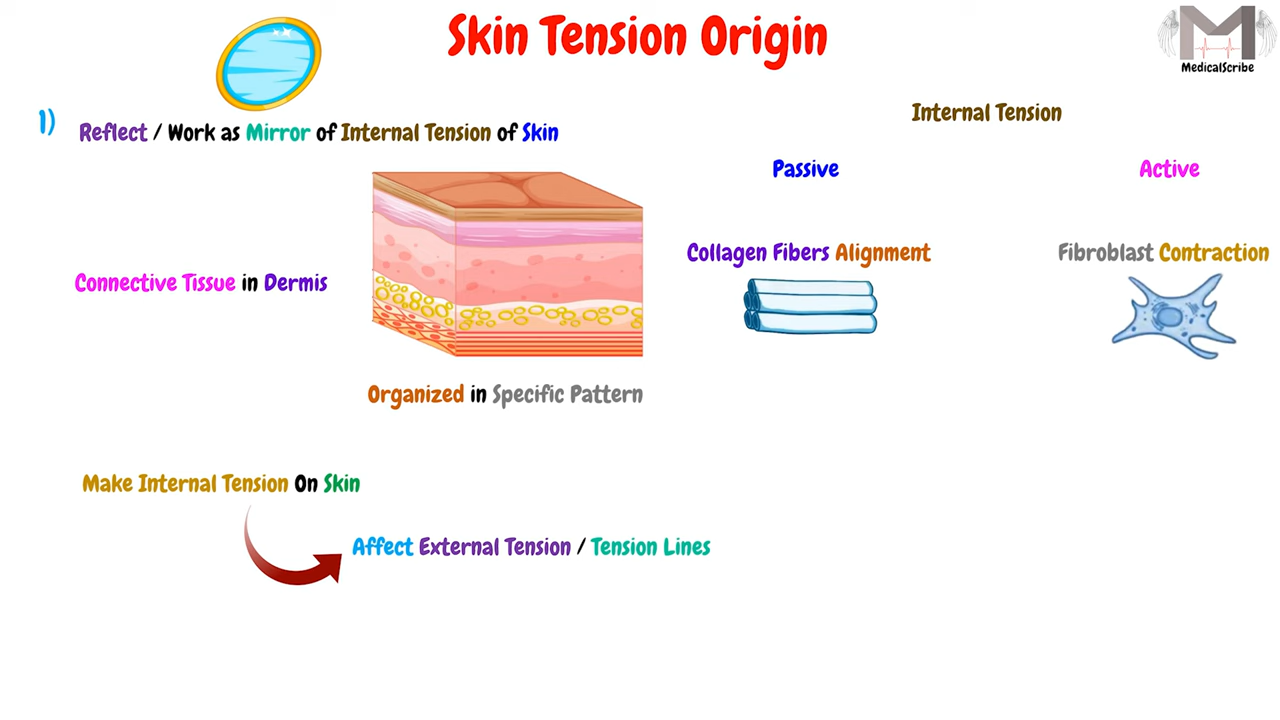 Skin Tension Origin
MedicalScribe
1)
Reflect / Work as Mirror of Internal Tension of Skin
Internal Tension
Passive
Active
Connective Tissue in Dermis
Collagen Fibers Alignment
Fibroblast Contraction
Organized in Specific Pattern
Make Internal Tension On Skin
Affect External Tension / Tension Lines